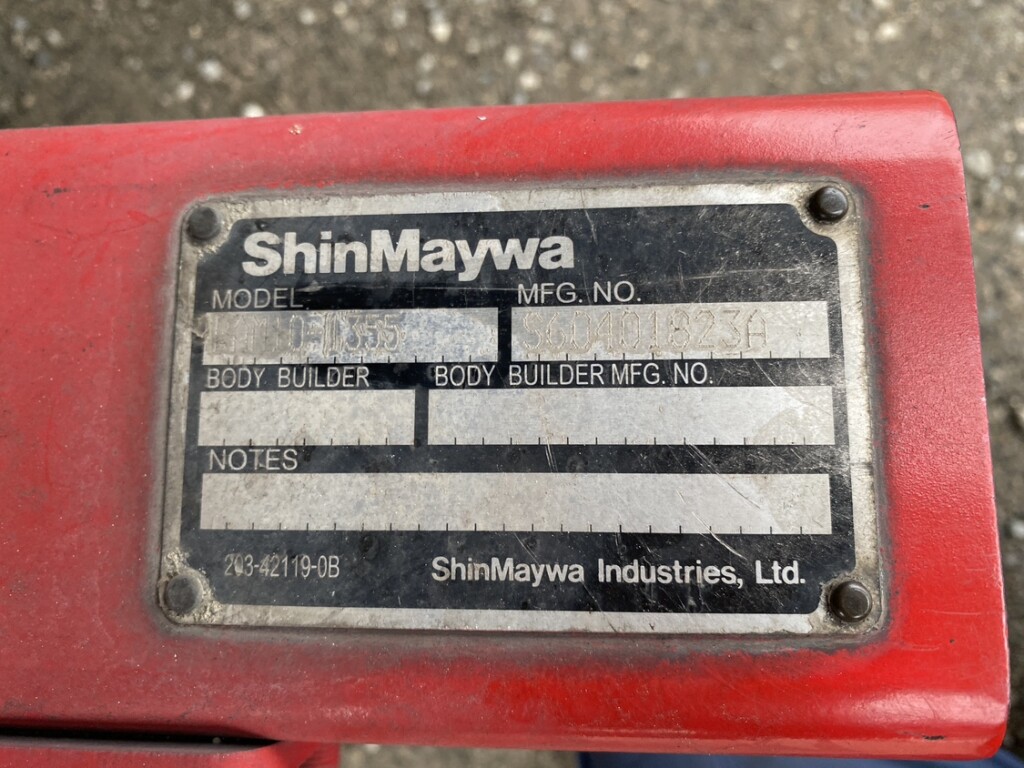 ShinMaywa
MODEL MFG. NO.
S60401823A
BODY BUILDER BODY BUILDER MFG. NO.
NOTES
203-42119-0B ShinMaywa Industries, Ltd.